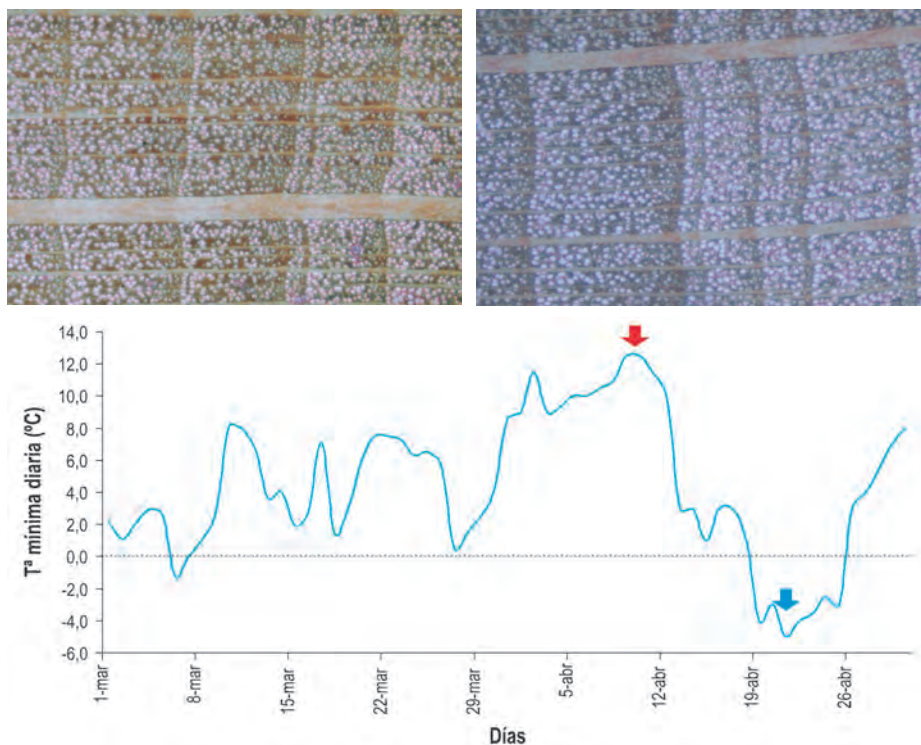 14,0
12,0
10,0
8,0
6,0
4,0
2,0
0,0
-2,0
-4,0
-6,0
Tª mínima diaria (ºC)
1-mar
8-mar
15-mar
22-mar
29-mar
5-abr
12-abr
19-abr
26-abr
Días